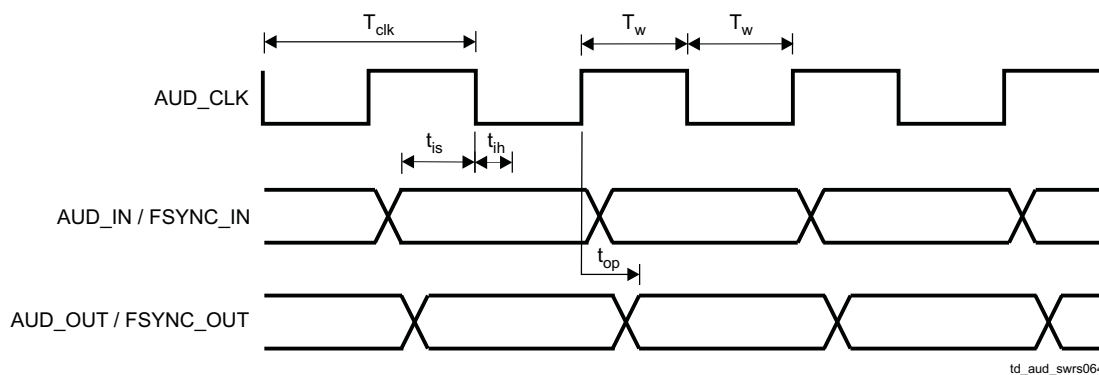 T_clk
T_w T_w
AUD_CLK
t_is t_ih
AUD_IN / FSYNC_IN
t_op
AUD_OUT / FSYNC_OUT
td_aud_swrs064